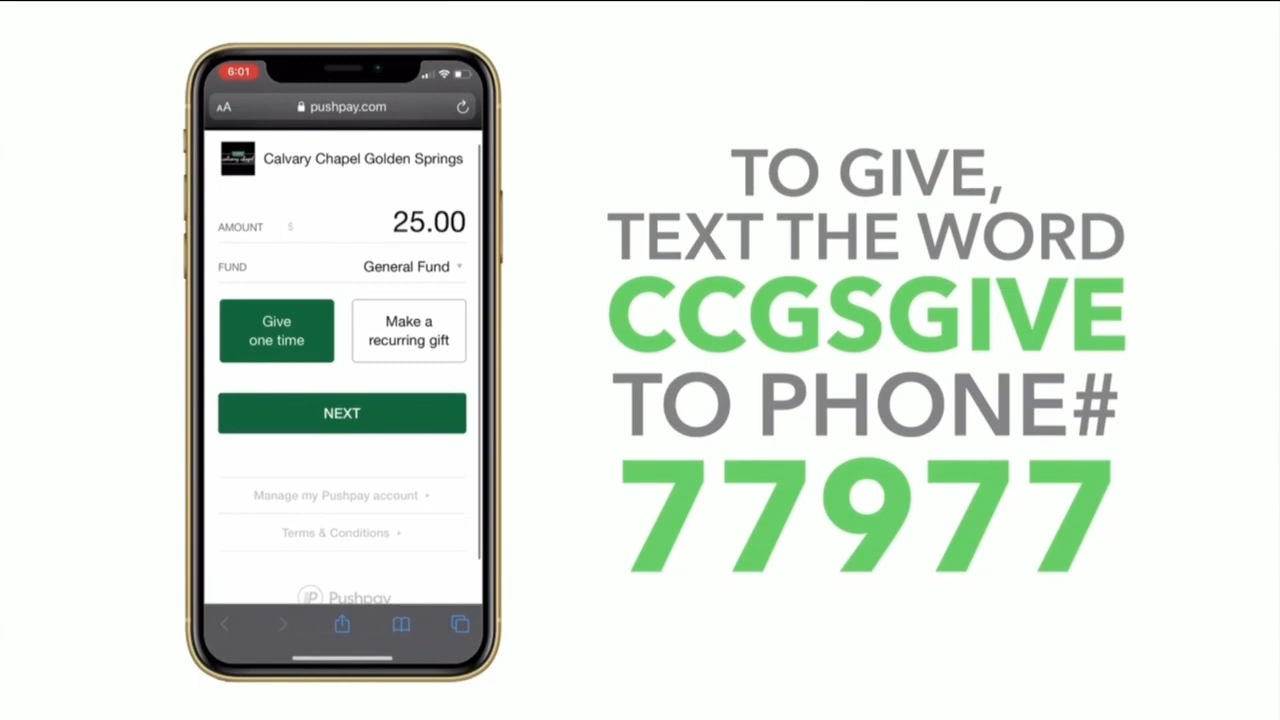 6:01
AA
pushpay.com
calvary chapel
Calvary Chapel Golden Springs
AMOUNT $ 25.00
FUND General Fund
Give
one time
Make a
recurring gift
NEXT
Manage my Pushpay account
Terms & Conditions
Pushpay
TO GIVE,
TEXT THE WORD
CCGSGIVE
TO PHONE#
77977